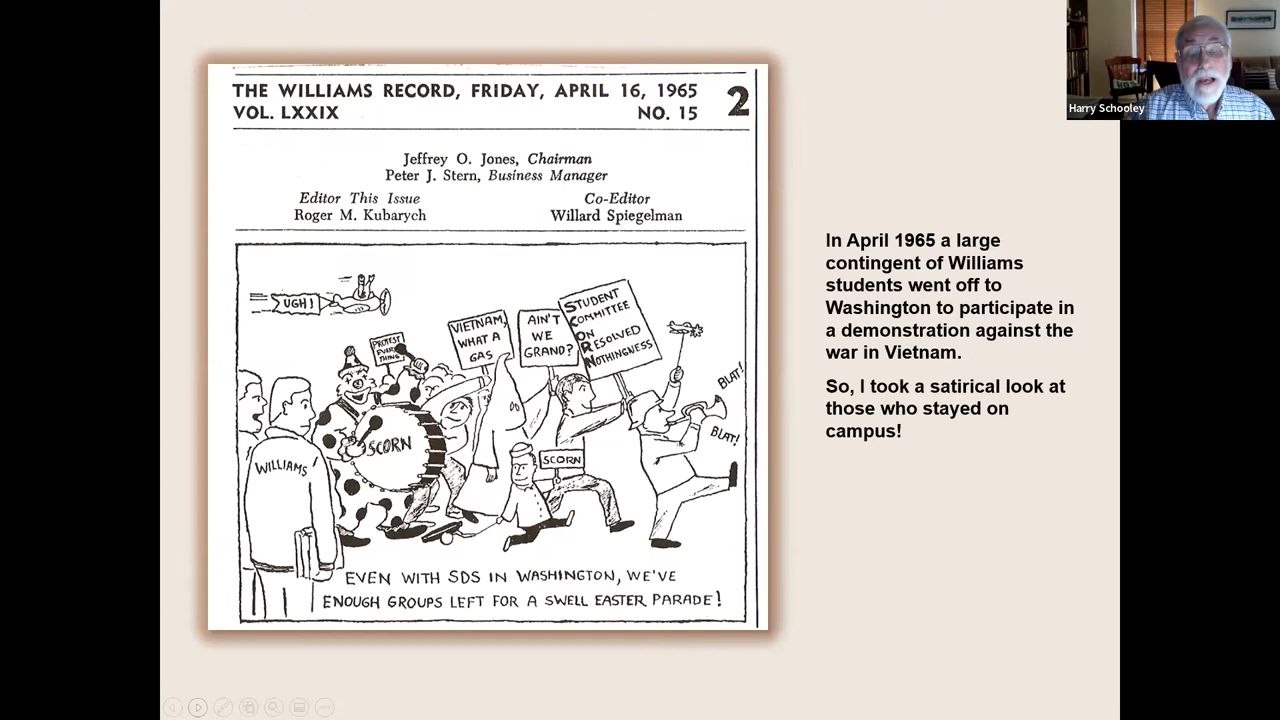 THE WILLIAMS RECORD, FRIDAY, APRIL 16, 1965
VOL. LXXIX NO. 15 2
Jeffrey O. Jones, Chairman
Peter J. Stern, Business Manager
Editor This Issue
Roger M. Kubarych
Co-Editor
Willard Spiegelman
UGH!
PROTEST
EVERY
THING
VIETNAM,
WHAT A
GAS
AIN'T
WE
GRAND?
STUDENT
COMMITTEE
ON
RESOLVED
NOTHINGNESS
BLAT!
BLAT!
SCORN
SCORN
WILLIAMS
EVEN WITH SDS IN WASHINGTON, WE'VE
ENOUGH GROUPS LEFT FOR A SWELL EASTER PARADE!
In April 1965 a large
contingent of Williams
students went off to
Washington to participate in
a demonstration against the
war in Vietnam.
So, I took a satirical look at
those who stayed on
campus!
Harry Schooley